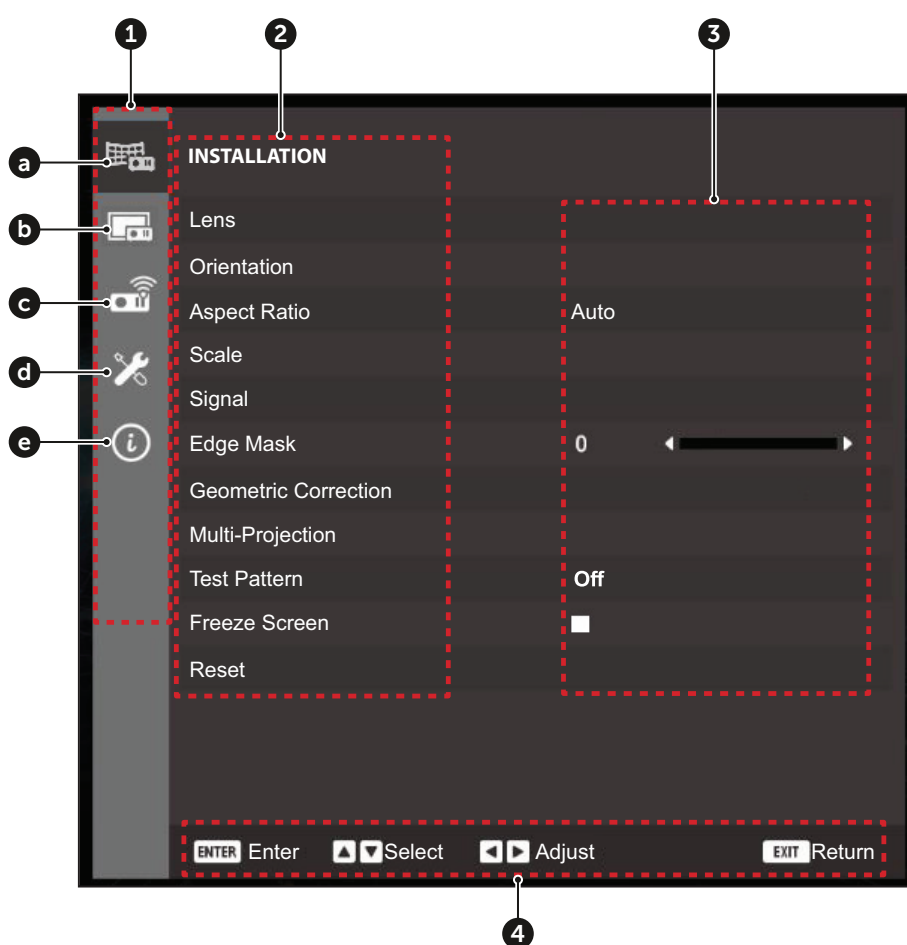 1 2 3
a INSTALLATION
b Lens
Orientation
c Aspect Ratio Auto
d Scale
Signal
e Edge Mask 0
Geometric Correction
Multi-Projection
Test Pattern Off
Freeze Screen
Reset
ENTER Enter Select Adjust EXIT Return
4